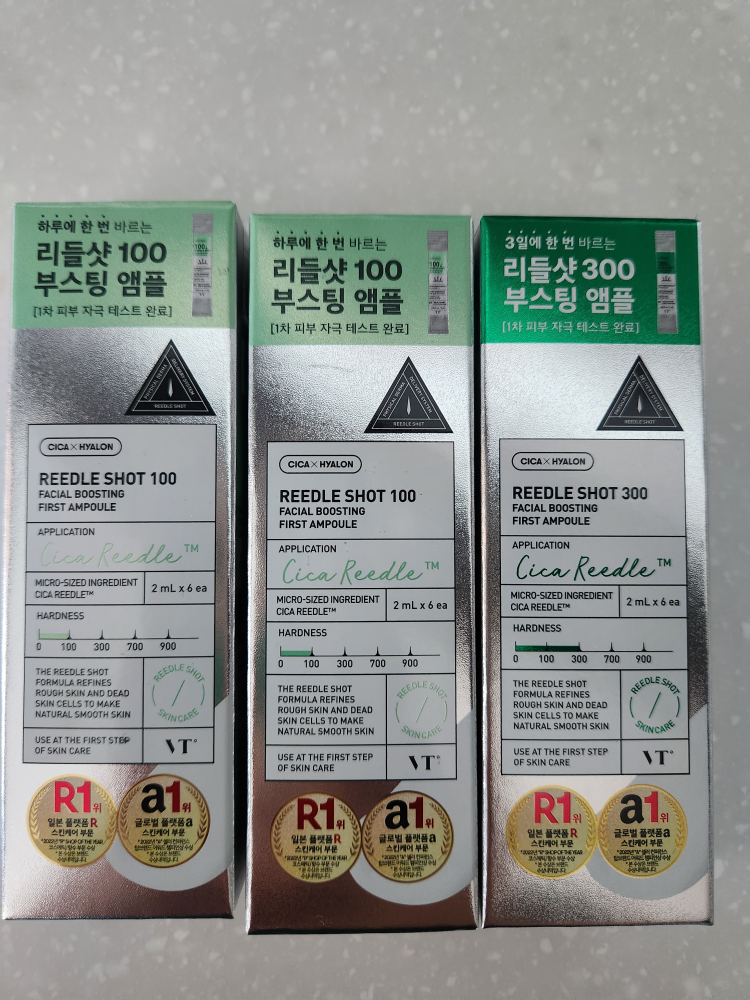 하루에 한 번 바르는
리들샷 100
부스팅 앰플
[1차 피부 자극 테스트 완료]
PHYSICAL DERMA
DELIVERY SYSTEM
REEDLE SHOT
CICA × HYALON
REEDLE SHOT 100
FACIAL BOOSTING
FIRST AMPOULE
APPLICATION
Cica Reedle™
MICRO-SIZED INGREDIENT
CICA REEDLE™
2 mL x 6 ea
HARDNESS
0 100 300 700 900
THE REEDLE SHOT
FORMULA REFINES
ROUGH SKIN AND DEAD
SKIN CELLS TO MAKE
NATURAL SMOOTH SKIN
REEDLE SHOT
SKINCARE
USE AT THE FIRST STEP
OF SKIN CARE
VT
R1위
일본 플랫폼 R
스킨케어 부문
a1위
글로벌 플랫폼 a
스킨케어 부문
하루에 한 번 바르는
리들샷 100
부스팅 앰플
[1차 피부 자극 테스트 완료]
DELIVERY SYSTEM
REEDLE SHOT
CICA × HYALON
REEDLE SHOT 100
FACIAL BOOSTING
FIRST AMPOULE
APPLICATION
Cica Reedle™
MICRO-SIZED INGREDIENT
CICA REEDLE™
2 mL x 6 ea
HARDNESS
0 100 300 700 900
THE REEDLE SHOT
FORMULA REFINES
ROUGH SKIN AND DEAD
SKIN CELLS TO MAKE
NATURAL SMOOTH SKIN
REEDLE SHOT
SKINCARE
USE AT THE FIRST STEP
OF SKIN CARE
VT
R1위
일본 플랫폼 R
스킨케어 부문
a1위
글로벌 플랫폼 a
스킨케어 부문
3일에 한 번 바르는
리들샷 300
부스팅 앰플
[1차 피부 자극 테스트 완료]
PHYSICAL DERMA
DELIVERY SYSTEM
REEDLE SHOT
CICA × HYALON
REEDLE SHOT 300
FACIAL BOOSTING
FIRST AMPOULE
APPLICATION
Cica Reedle™
MICRO-SIZED INGREDIENT
CICA REEDLE™
2 mL x 6 ea
HARDNESS
0 100 300 700 900
THE REEDLE SHOT
FORMULA REFINES
ROUGH SKIN AND DEAD
SKIN CELLS TO MAKE
NATURAL SMOOTH SKIN
REEDLE SHOT
SKINCARE
USE AT THE FIRST STEP
OF SKIN CARE
VT
R1위
일본 플랫폼 R
스킨케어 부문
a1위
글로벌 플랫폼 a
스킨케어 부문